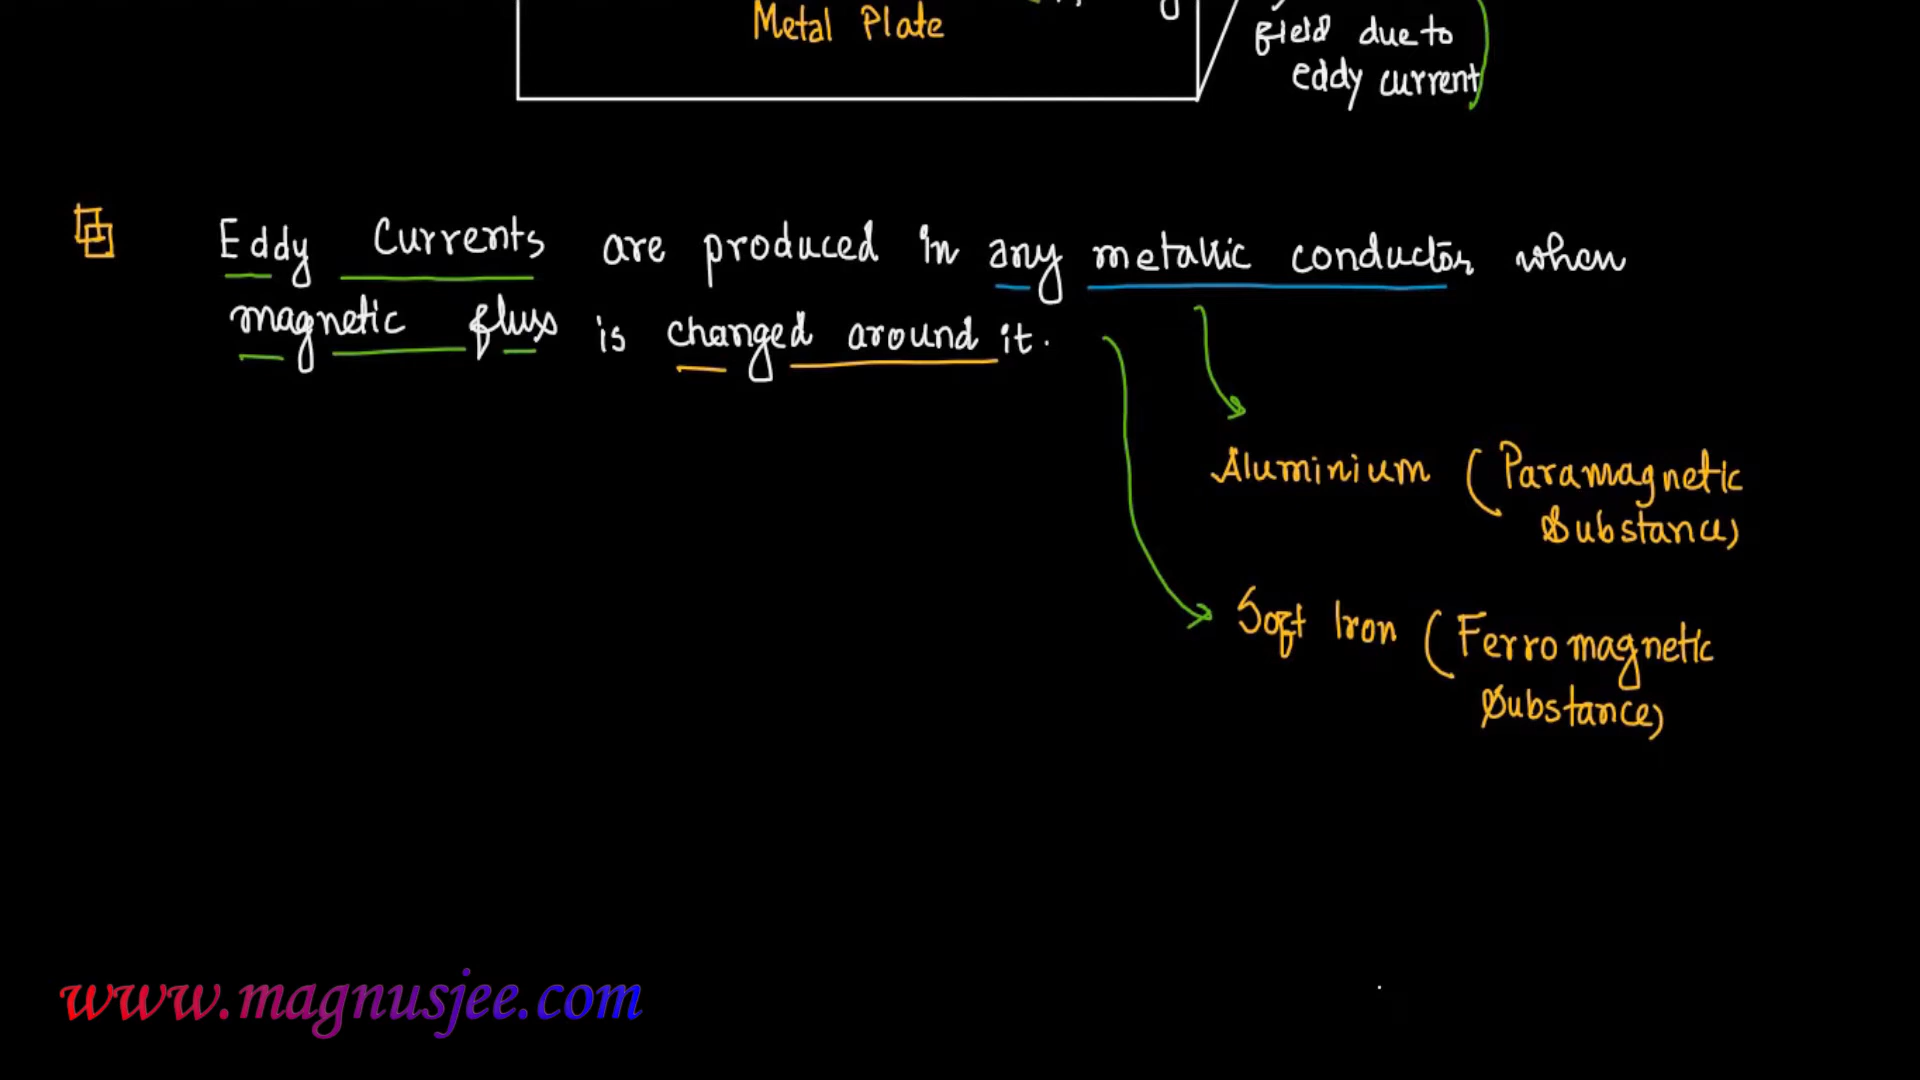 Metal Plate
field due to
eddy current
Eddy Currents are produced in any metallic conductor when
magnetic flux is changed around it.
Aluminium (Paramagnetic
Substance)
Soft Iron (Ferromagnetic
Substance)
www.magnusjee.com